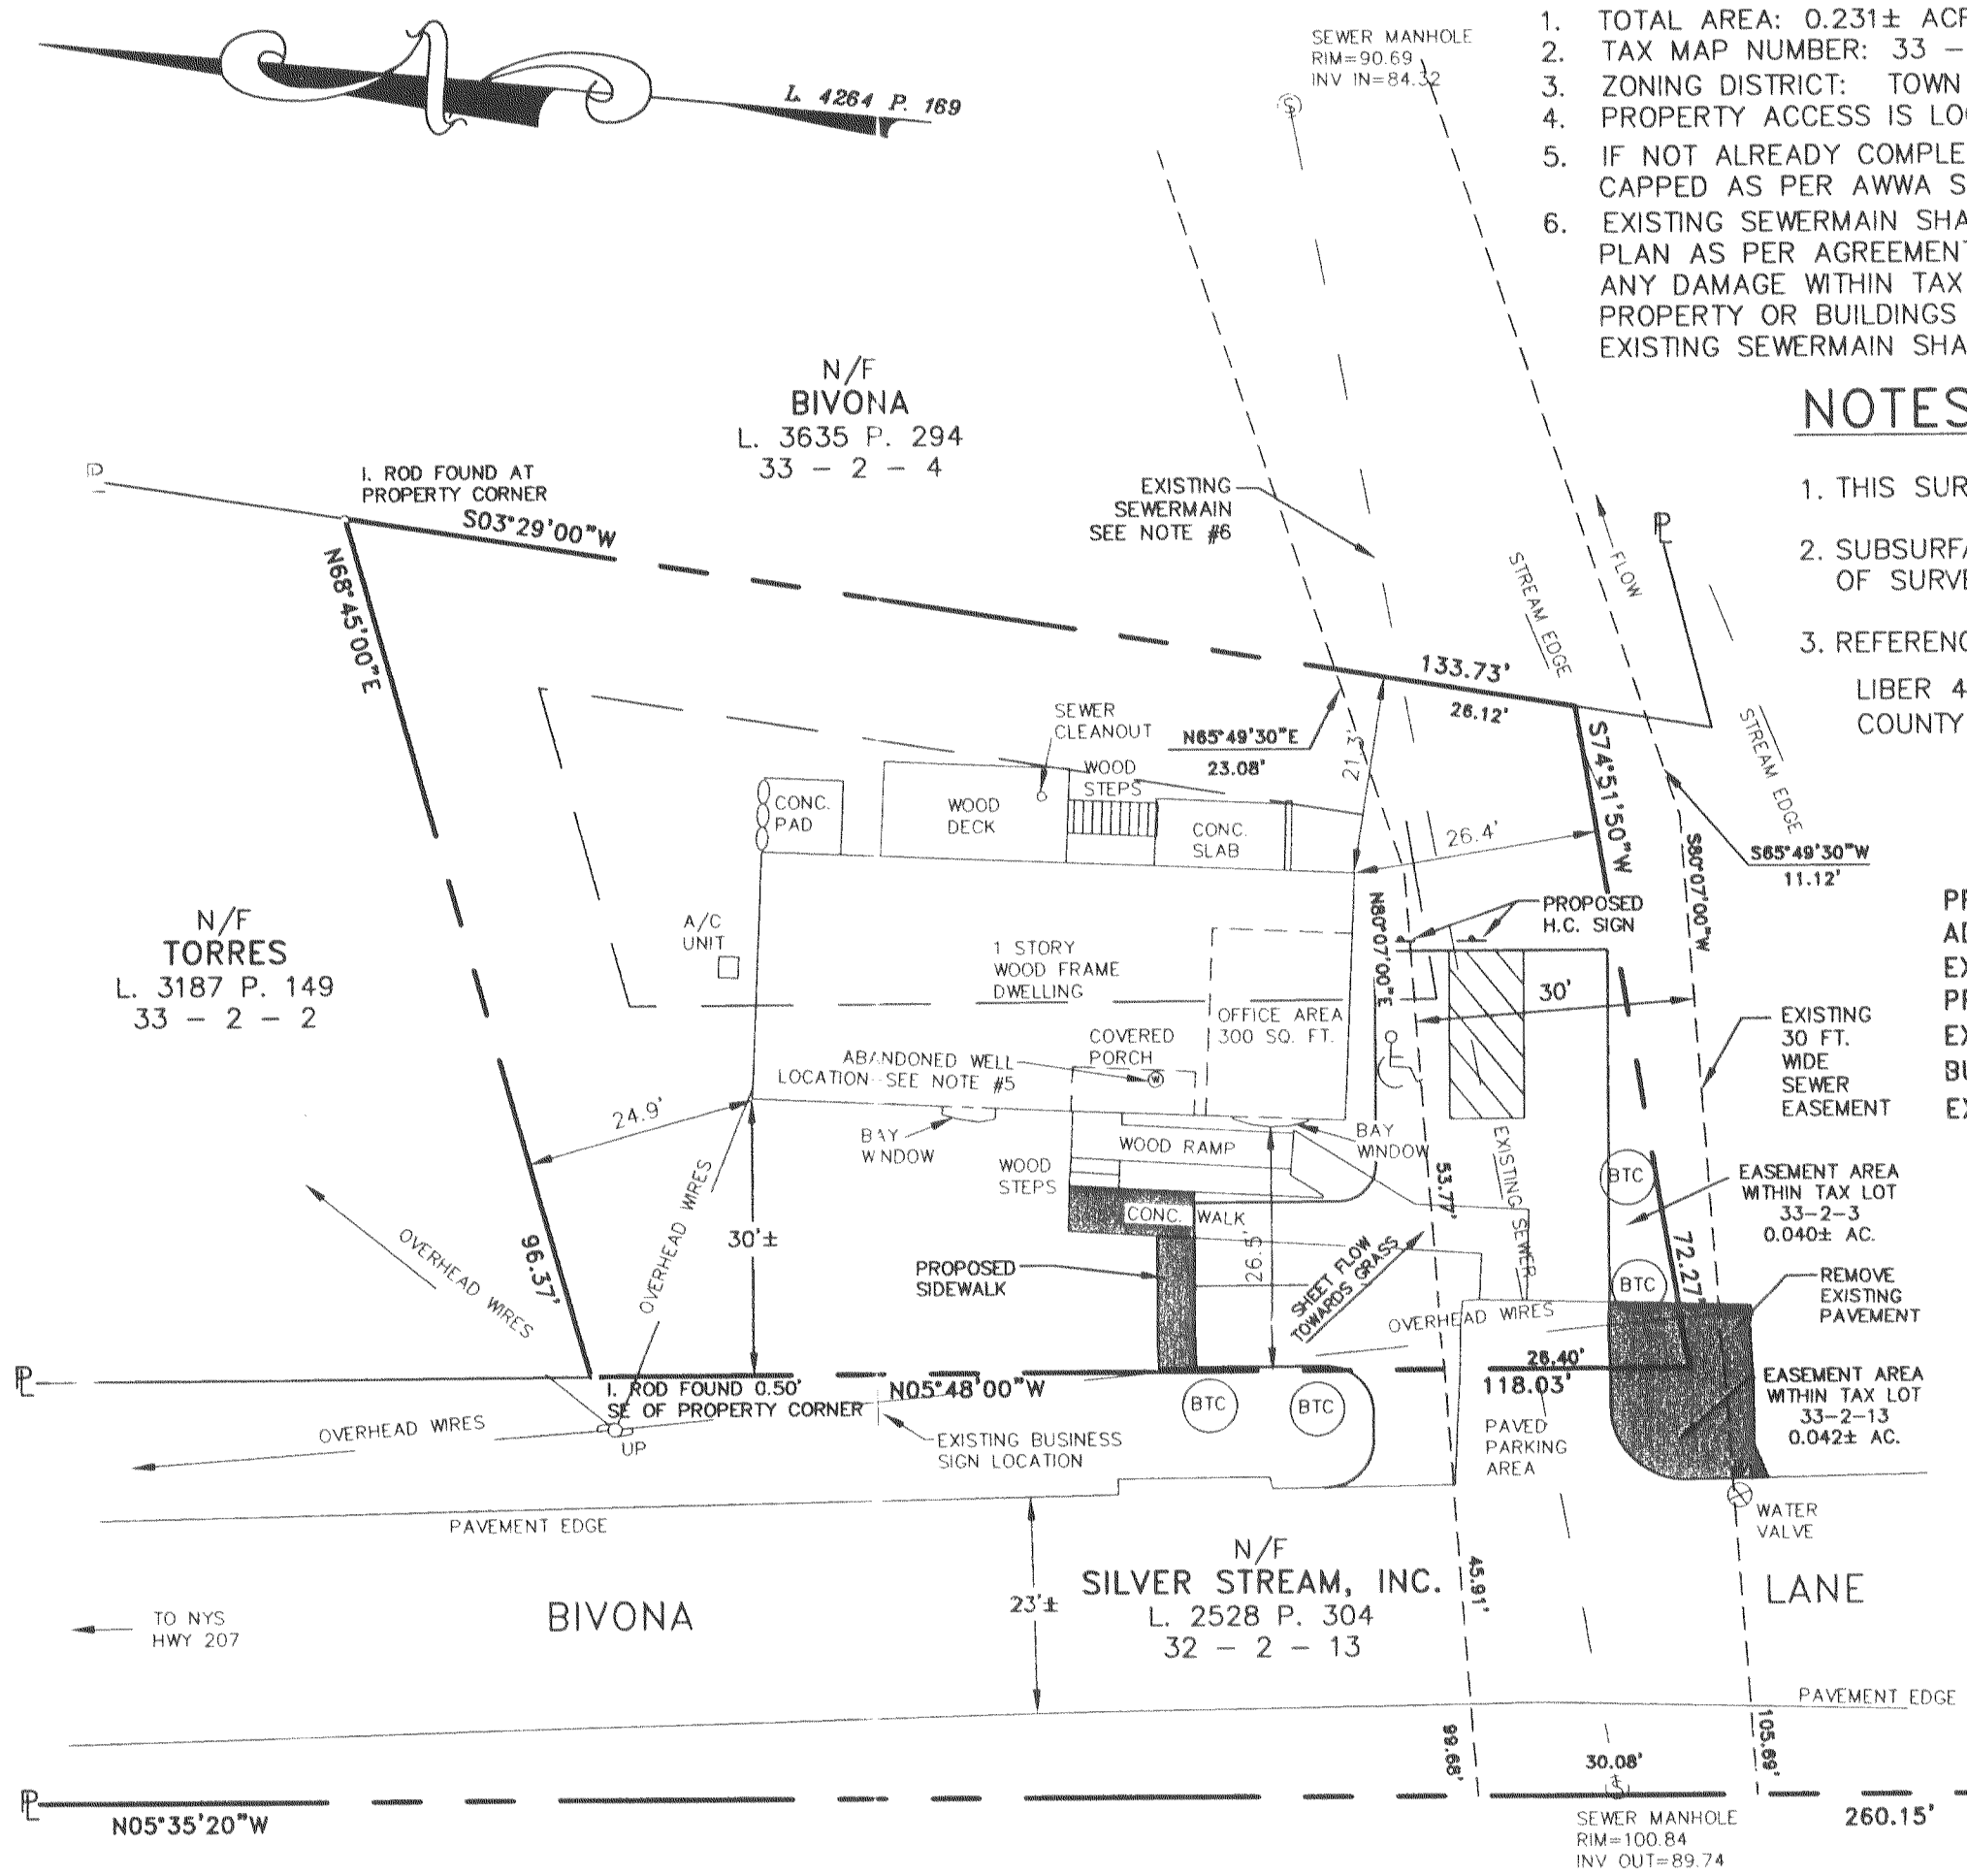 L. 4264 P. 169
SEWER MANHOLE
RIM=90.69
INV IN=84.32
1. TOTAL AREA: 0.231± ACR
2. TAX MAP NUMBER: 33 –
3. ZONING DISTRICT: TOWN
4. PROPERTY ACCESS IS LOC
5. IF NOT ALREADY COMPLE
CAPPED AS PER AWWA S
6. EXISTING SEWERMAIN SHA
PLAN AS PER AGREEMENT
ANY DAMAGE WITHIN TAX
PROPERTY OR BUILDINGS
EXISTING SEWERMAIN SHA
NOTES
1. THIS SUR
2. SUBSURFA
OF SURVE
3. REFERENC
LIBER 4
COUNTY
N/F
BIVONA
L. 3635 P. 294
33 – 2 – 4
I. ROD FOUND AT
PROPERTY CORNER
S03°29'00"W
N68°45'00"E
EXISTING
SEWERMAIN
SEE NOTE #6
STREAM EDGE
FLOW
PL
PL
133.73'
26.12'
STREAM EDGE
S74°51'50"W
SEWER
CLEANOUT
N65°49'30"E
23.08'
21.3'
WOOD
STEPS
CONC.
PAD
WOOD
DECK
CONC.
SLAB
26.4'
S80°07'00"W
S65°49'30"W
11.12'
N/F
TORRES
L. 3187 P. 149
33 – 2 – 2
A/C
UNIT
1 STORY
WOOD FRAME
DWELLING
N80°07'00"E
PROPOSED
H.C. SIGN
30'
OFFICE AREA
300 SQ. FT.
COVERED
PORCH
W
ABANDONED WELL
LOCATION-SEE NOTE #5
EXISTING
30 FT.
WIDE
SEWER
EASEMENT
PR
AD
EX
PR
EX
BU
EX
24.9'
BAY
WINDOW
WOOD RAMP
BAY
WINDOW
WOOD
STEPS
CONC. WALK
53.77'
EXISTING SEWER
BTC
EASEMENT AREA
WITHIN TAX LOT
33-2-3
0.040± AC.
OVERHEAD WIRES
OVERHEAD WIRES
96.37'
30'±
PROPOSED
SIDEWALK
26.5'
SHEET FLOW
TOWARDS GRASS
BTC
72.27'
REMOVE
EXISTING
PAVEMENT
OVERHEAD WIRES
26.40'
118.03'
PL
I. ROD FOUND 0.50'
SE OF PROPERTY CORNER
N05°48'00"W
BTC
BTC
EASEMENT AREA
WITHIN TAX LOT
33-2-13
0.042± AC.
OVERHEAD WIRES
UP
EXISTING BUSINESS
SIGN LOCATION
PAVED
PARKING
AREA
PAVEMENT EDGE
WATER
VALVE
N/F
SILVER STREAM, INC.
L. 2528 P. 304
32 – 2 – 13
45.91'
23'±
TO NYS
HWY 207
BIVONA
LANE
PAVEMENT EDGE
99.68'
30.08'
105.69'
S
PL
N05°35'20"W
260.15'
SEWER MANHOLE
RIM=100.84
INV OUT=89.74